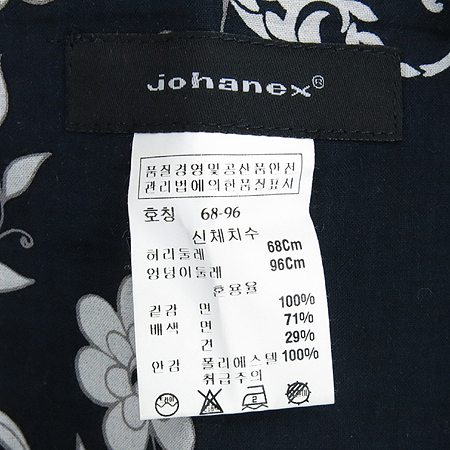 johanex®
품질경영및공산품안전
관리법에의한품질표시
호칭 68-96
신체치수
허리둘레 68Cm
엉덩이둘레 96Cm
혼용율
겉감 면 100%
배색 면 71%
견 29%
안감 폴리에스텔 100%
취급주의